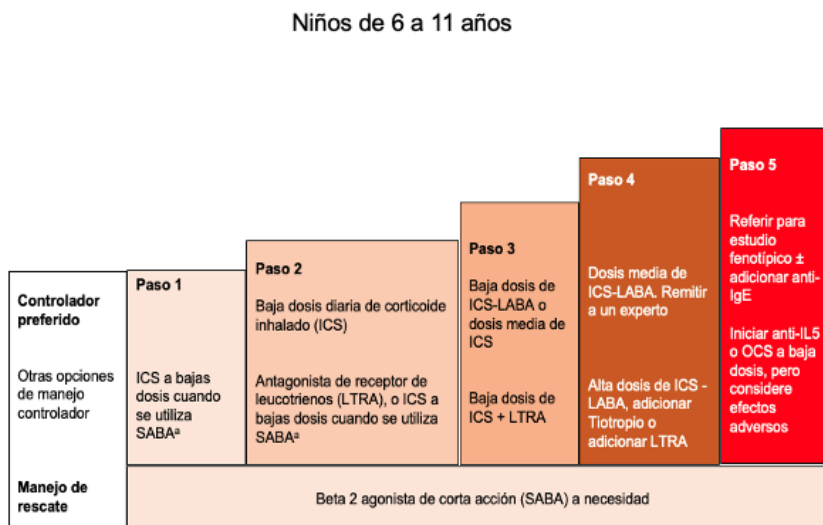 Niños de 6 a 11 años
Controlador
preferido
Otras opciones
de manejo
controlador
Paso 1
ICS a bajas
dosis cuando
se utiliza
SABAª
Paso 2
Baja dosis diaria de corticoide
inhalado (ICS)
Antagonista de receptor de
leucotrienos (LTRA), o ICS a
bajas dosis cuando se utiliza
SABAª
Paso 3
Baja dosis de
ICS-LABA o
dosis media de
ICS
Baja dosis de
ICS + LTRA
Paso 4
Dosis media de
ICS-LABA. Remitir
a un experto
Alta dosis de ICS -
LABA, adicionar
Tiotropio o
adicionar LTRA
Paso 5
Referir para
estudio
fenotípico ±
adicionar anti-
IgE
Iniciar anti-IL5
o OCS a baja
dosis, pero
considere
efectos
adversos
Manejo de
rescate
Beta 2 agonista de corta acción (SABA) a necesidad